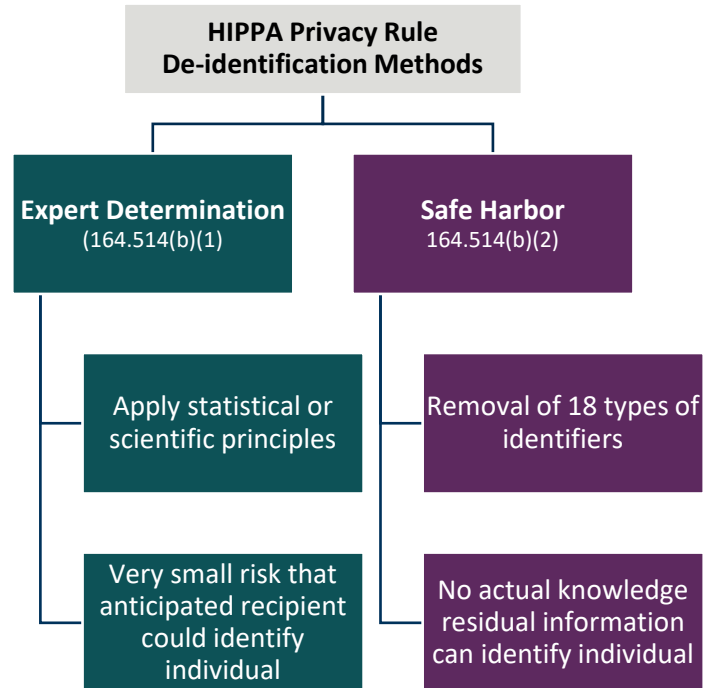 HIPPA Privacy Rule
De-identification Methods
Expert Determination
(164.514(b)(1)
Safe Harbor
164.514(b)(2)
Apply statistical or
scientific principles
Removal of 18 types of
identifiers
Very small risk that
anticipated recipient
could identify
individual
No actual knowledge
residual information
can identify individual